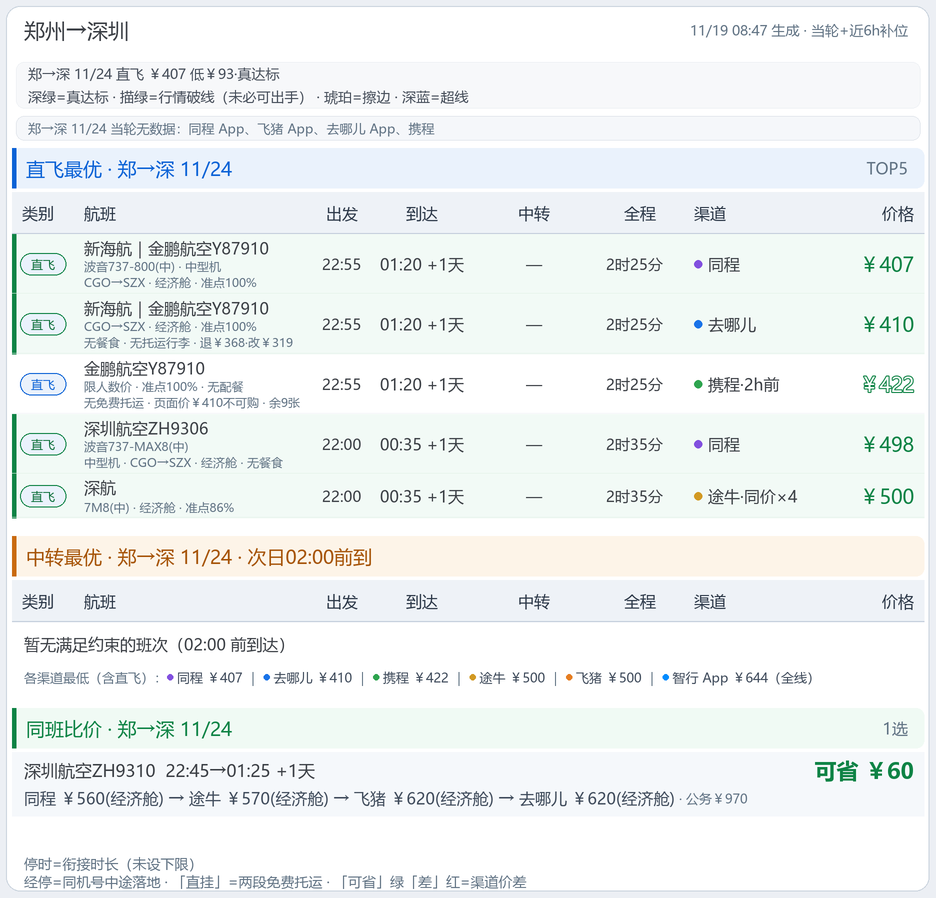 郑州→深圳
11/19 08:47 生成 · 当轮+近6h补位
郑→深 11/24 直飞 ￥407 低￥93·真达标
深绿=真达标 · 描绿=行情破线（未必可出手） · 琥珀=擦边 · 深蓝=超线
郑→深 11/24 当轮无数据：同程 App、飞猪 App、去哪儿 App、携程
直飞最优 · 郑→深 11/24 TOP5
类别 航班 出发 到达 中转 全程 渠道 价格
新海航｜金鹏航空Y87910
波音737-800(中) · 中型机
直飞 22:55 01:20 +1天 — 2时25分 同程 ￥407
CGO→SZX · 经济舱 · 准点100%
新海航｜金鹏航空Y87910
直飞 CGO→SZX · 经济舱 · 准点100% 22:55 01:20 +1天 — 2时25分 去哪儿 ￥410
无餐食 · 无托运行李 · 退￥368·改￥319
金鹏航空Y87910
直飞 限人数价 · 准点100% · 无配餐 22:55 01:20 +1天 — 2时25分 携程·2h前 ￥422
无免费托运 · 页面价￥410不可购 · 余9张
深圳航空ZH9306
直飞 波音737-MAX8(中) 22:00 00:35 +1天 — 2时35分 同程 ￥498
中型机 · CGO→SZX · 经济舱 · 无餐食
深航
直飞 22:00 00:35 +1天 — 2时35分 途牛·同价×4 ￥500
7M8(中) · 经济舱 · 准点86%
中转最优 · 郑→深 11/24 · 次日02:00前到
类别 航班 出发 到达 中转 全程 渠道 价格
暂无满足约束的班次（02:00 前到达）
各渠道最低（含直飞）: 同程 ￥407 | 去哪儿 ￥410 | 携程 ￥422 | 途牛 ￥500 | 飞猪 ￥500 | 智行 App ￥644（全线）
同班比价 · 郑→深 11/24 1选
深圳航空ZH9310 22:45→01:25 +1天 可省 ￥60
同程 ￥560(经济舱) → 途牛 ￥570(经济舱) → 飞猪 ￥620(经济舱) → 去哪儿 ￥620(经济舱) · 公务￥970
停时=衔接时长（未设下限）
经停=同机号中途落地 · 「直挂」=两段免费托运 · 「可省」绿「差」红=渠道价差